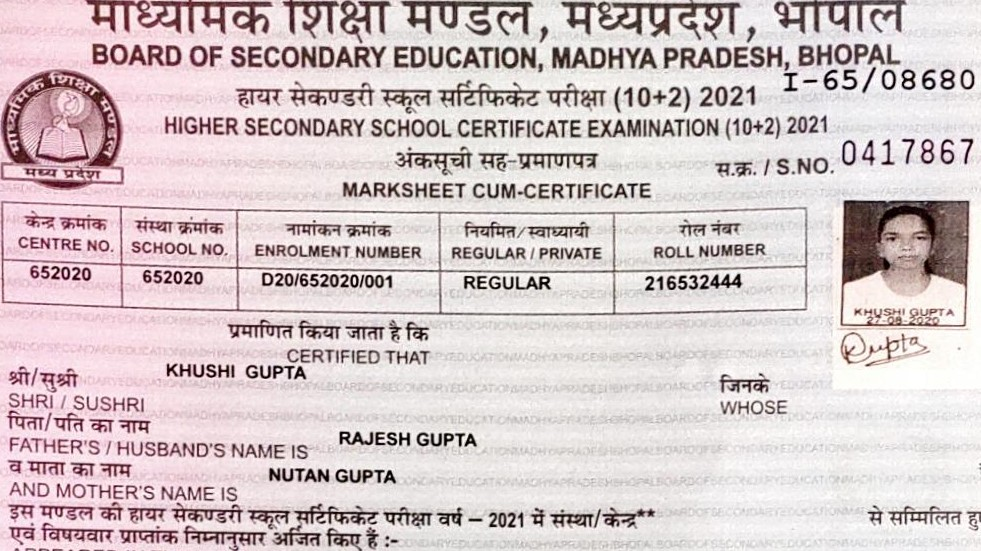 माध्यमिक शिक्षा मण्डल, मध्यप्रदेश, भोपाल
BOARD OF SECONDARY EDUCATION, MADHYA PRADESH, BHOPAL
I-65/08680
हायर सेकण्डरी स्कूल सर्टिफिकेट परीक्षा (10+2) 2021
HIGHER SECONDARY SCHOOL CERTIFICATE EXAMINATION (10+2) 2021
माध्यमिक शिक्षा मण्डल
मध्य प्रदेश
अंकसूची सह-प्रमाणपत्र
स.क्र. / S.NO. 0417867
MARKSHEET CUM-CERTIFICATE
केन्द्र क्रमांक संस्था क्रमांक नामांकन क्रमांक नियमित/स्वाध्यायी रोल नंबर
CENTRE NO. SCHOOL NO. ENROLMENT NUMBER REGULAR / PRIVATE ROLL NUMBER
652020 652020 D20/652020/001 REGULAR 216532444
KHUSHI GUPTA
27-08-2020
Gupta
प्रमाणित किया जाता है कि
CERTIFIED THAT
श्री/सुश्री KHUSHI GUPTA जिनके
SHRI / SUSHRI WHOSE
पिता/पति का नाम
FATHER'S / HUSBAND'S NAME IS RAJESH GUPTA
व माता का नाम NUTAN GUPTA
AND MOTHER'S NAME IS
इस मण्डल की हायर सेकण्डरी स्कूल सर्टिफिकेट परीक्षा वर्ष – 2021 में संस्था/केन्द्र** से सम्मिलित
एवं विषयवार प्राप्तांक निम्नानुसार अर्जित किए है :-